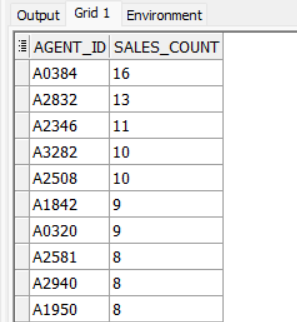 Output Grid 1 Environment
AGENT_ID SALES_COUNT
A0384 16
A2832 13
A2346 11
A3282 10
A2508 10
A1842 9
A0320 9
A2581 8
A2940 8
A1950 8